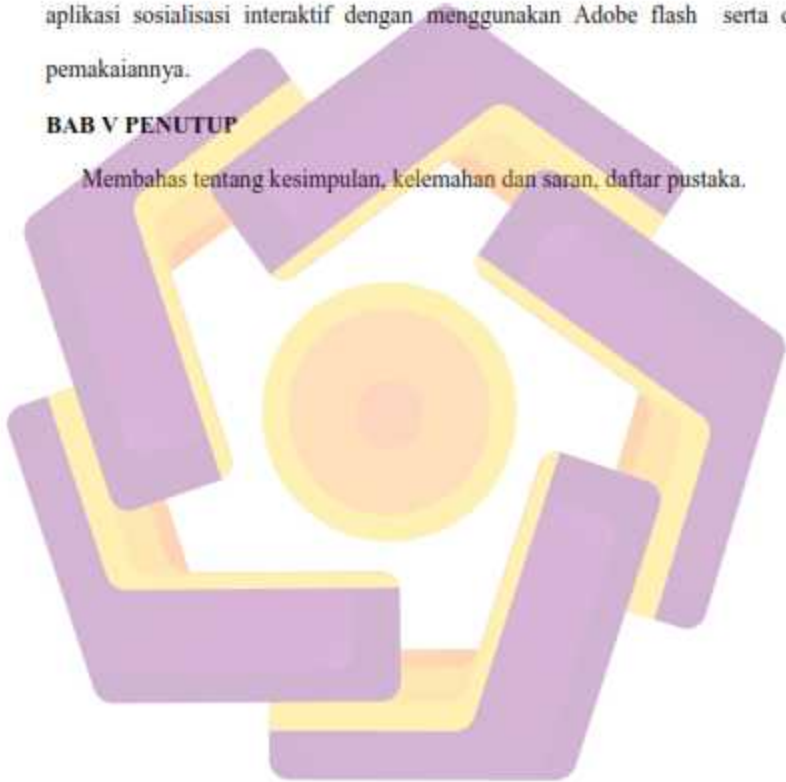 aplikasi sosialisasi interaktif dengan menggunakan Adobe flash serta
pemakaiannya.
BAB V PENUTUP
Membahas tentang kesimpulan, kelemahan dan saran, daftar pustaka.